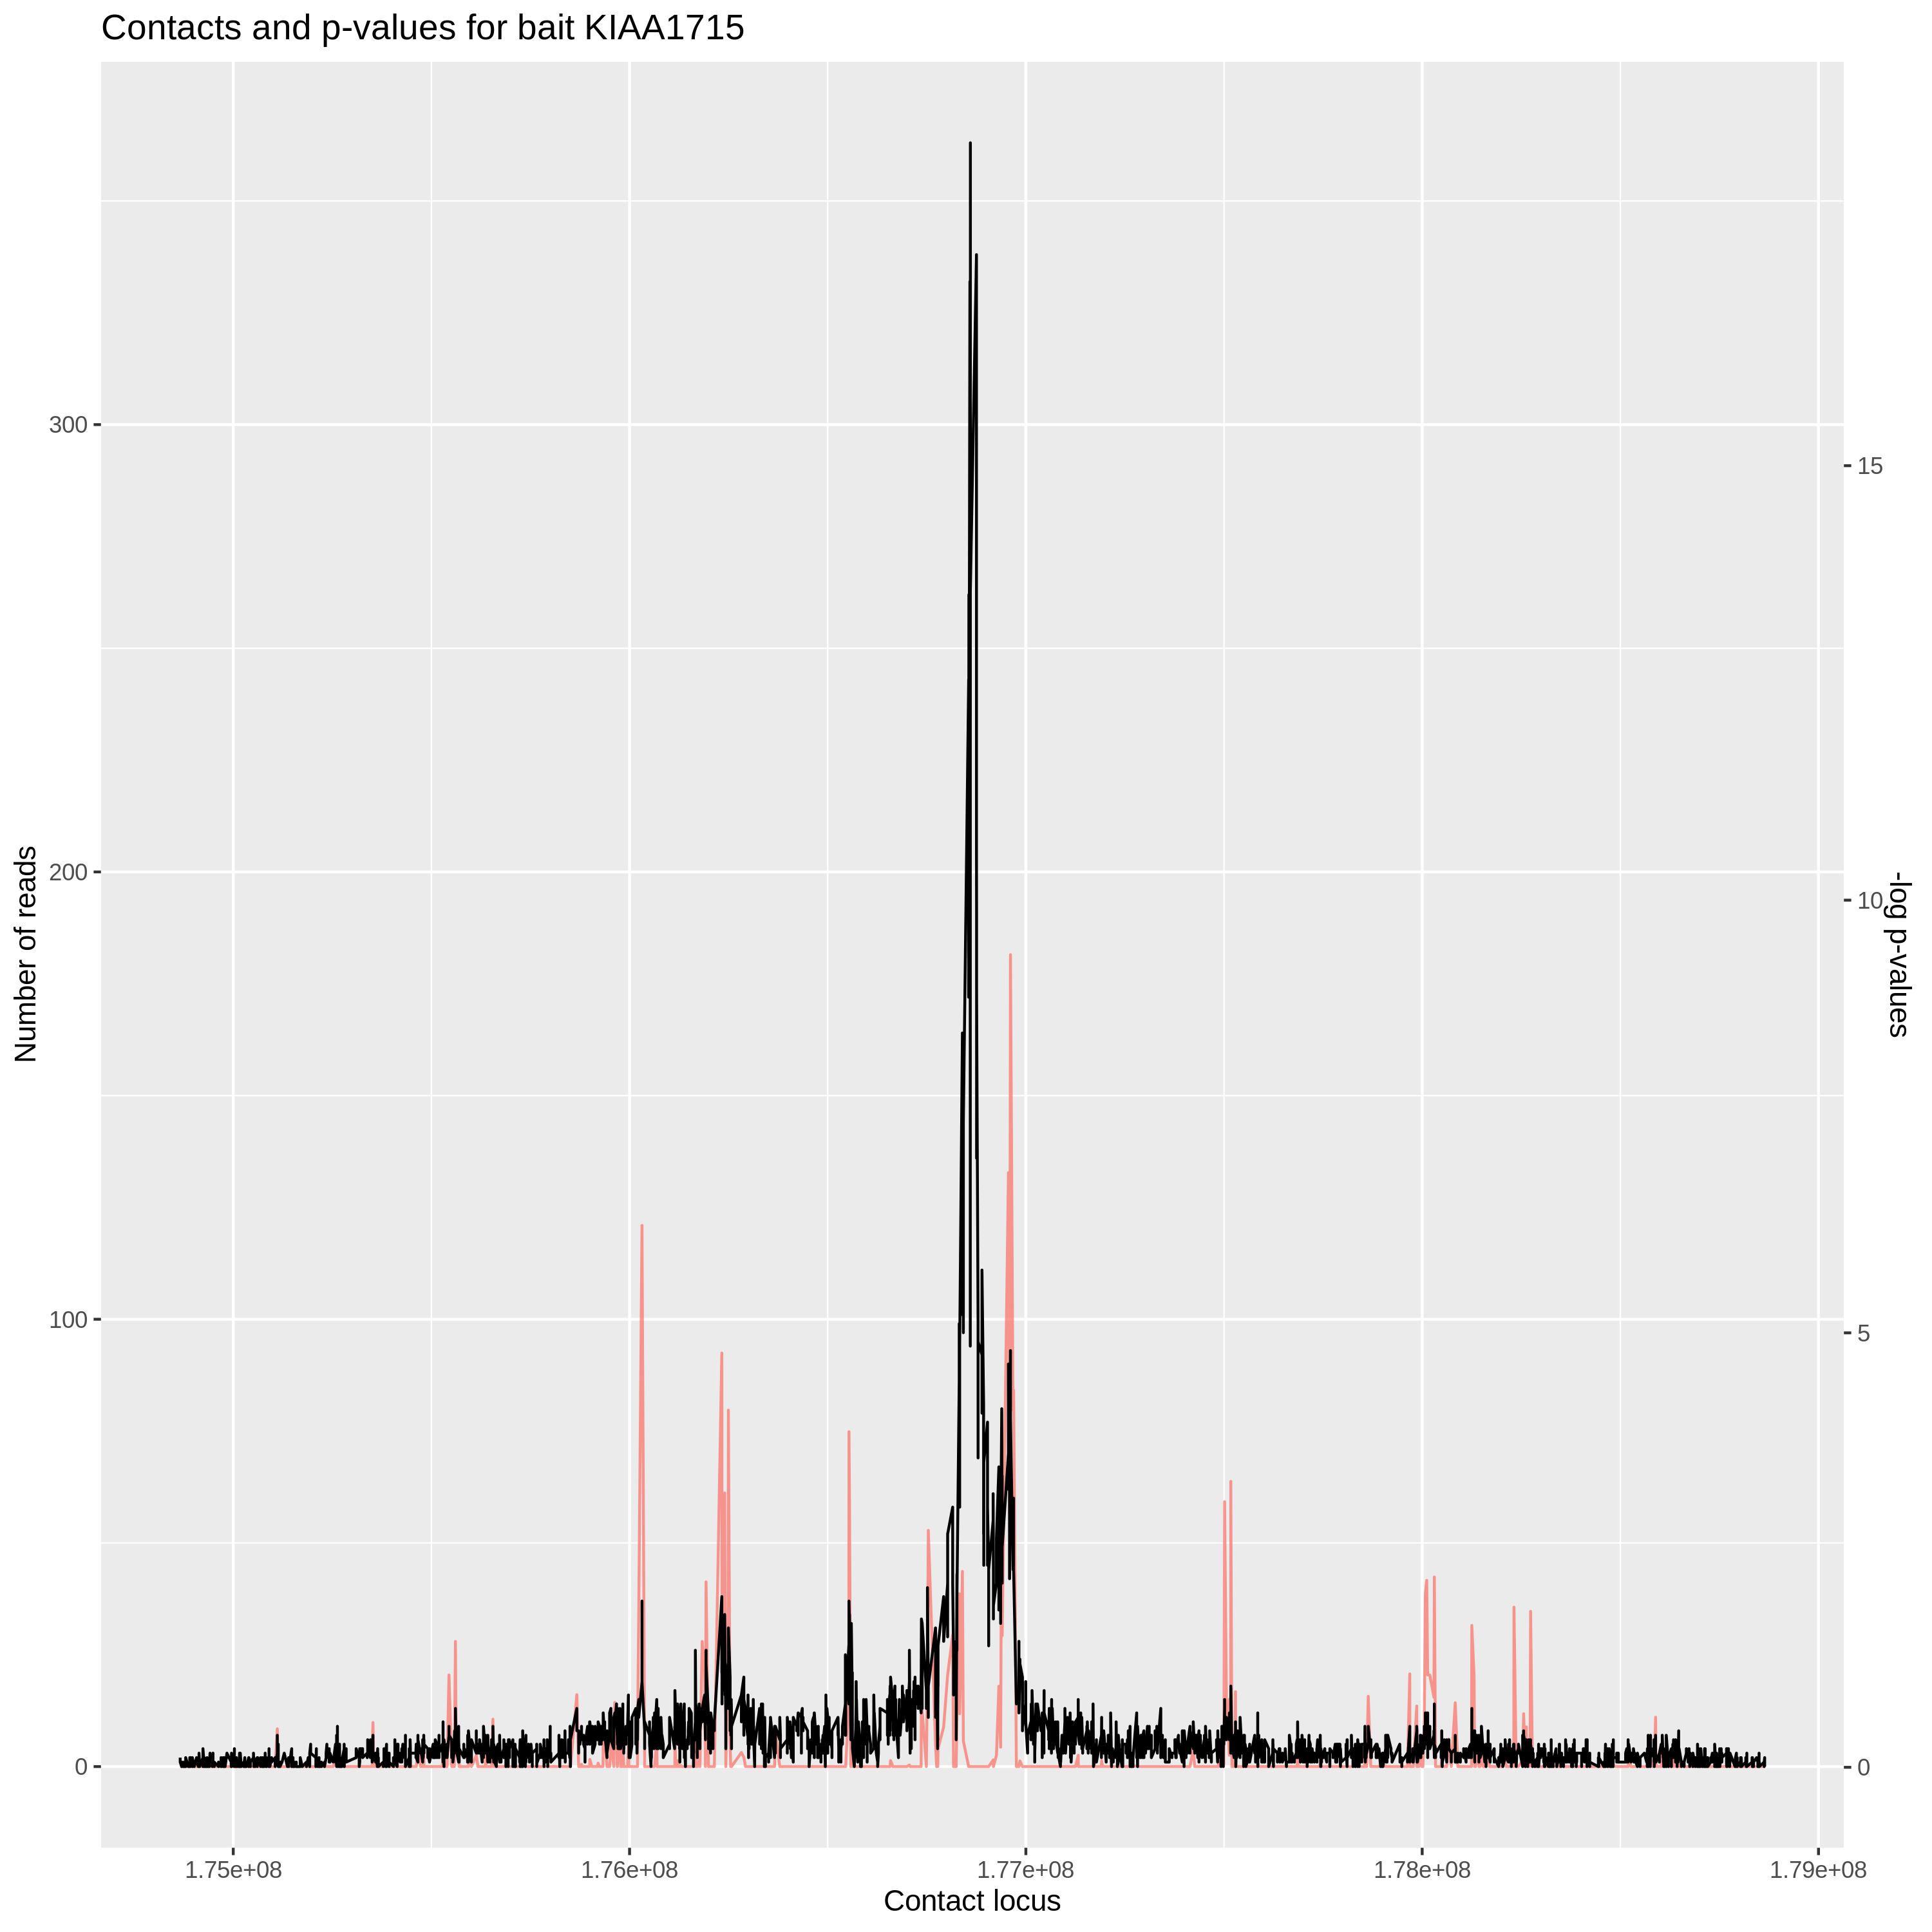 Contacts and p-values for bait KIAA1715
Number of reads
300
200
100
0
15
10
5
0
-log p-values
1.75e+08 1.76e+08 1.77e+08 1.78e+08 1.79e+08
Contact locus